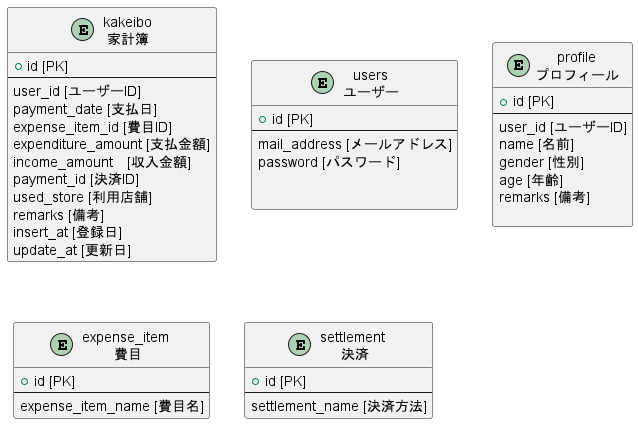 E kakeibo
家計簿
id [PK]
user_id [ユーザーID]
payment_date [支払日]
expense_item_id [費目ID]
expenditure_amount [支払金額]
income_amount　[収入金額]
payment_id [決済ID]
used_store [利用店舗]
remarks [備考]
insert_at [登録日]
update_at [更新日]
E users
ユーザー
id [PK]
mail_address [メールアドレス]
password [パスワード]
E profile
プロフィール
id [PK]
user_id [ユーザーID]
name [名前]
gender [性別]
age [年齢]
remarks [備考]
E expense_item
費目
id [PK]
expense_item_name [費目名]
E settlement
決済
id [PK]
settlement_name [決済方法]